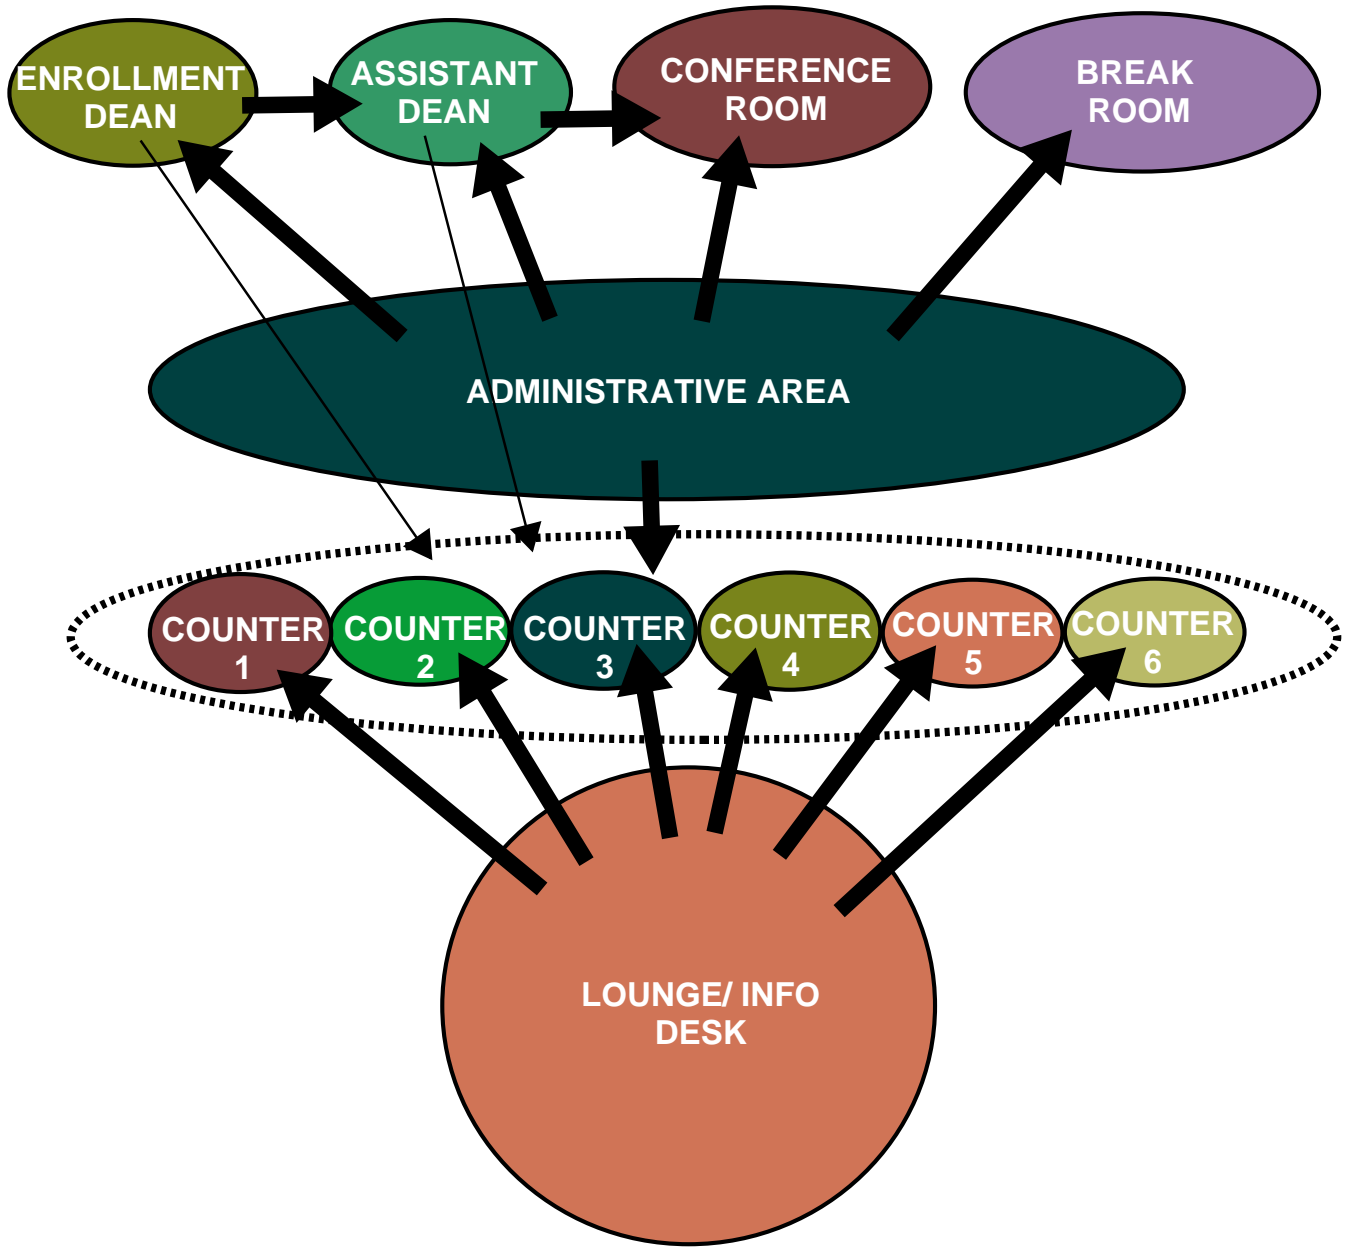 ENROLLMENT
DEAN
ASSISTANT
DEAN
CONFERENCE
ROOM
BREAK
ROOM
ADMINISTRATIVE AREA
COUNTER
1
COUNTER
2
COUNTER
3
COUNTER
4
COUNTER
5
COUNTER
6
LOUNGE/ INFO
DESK